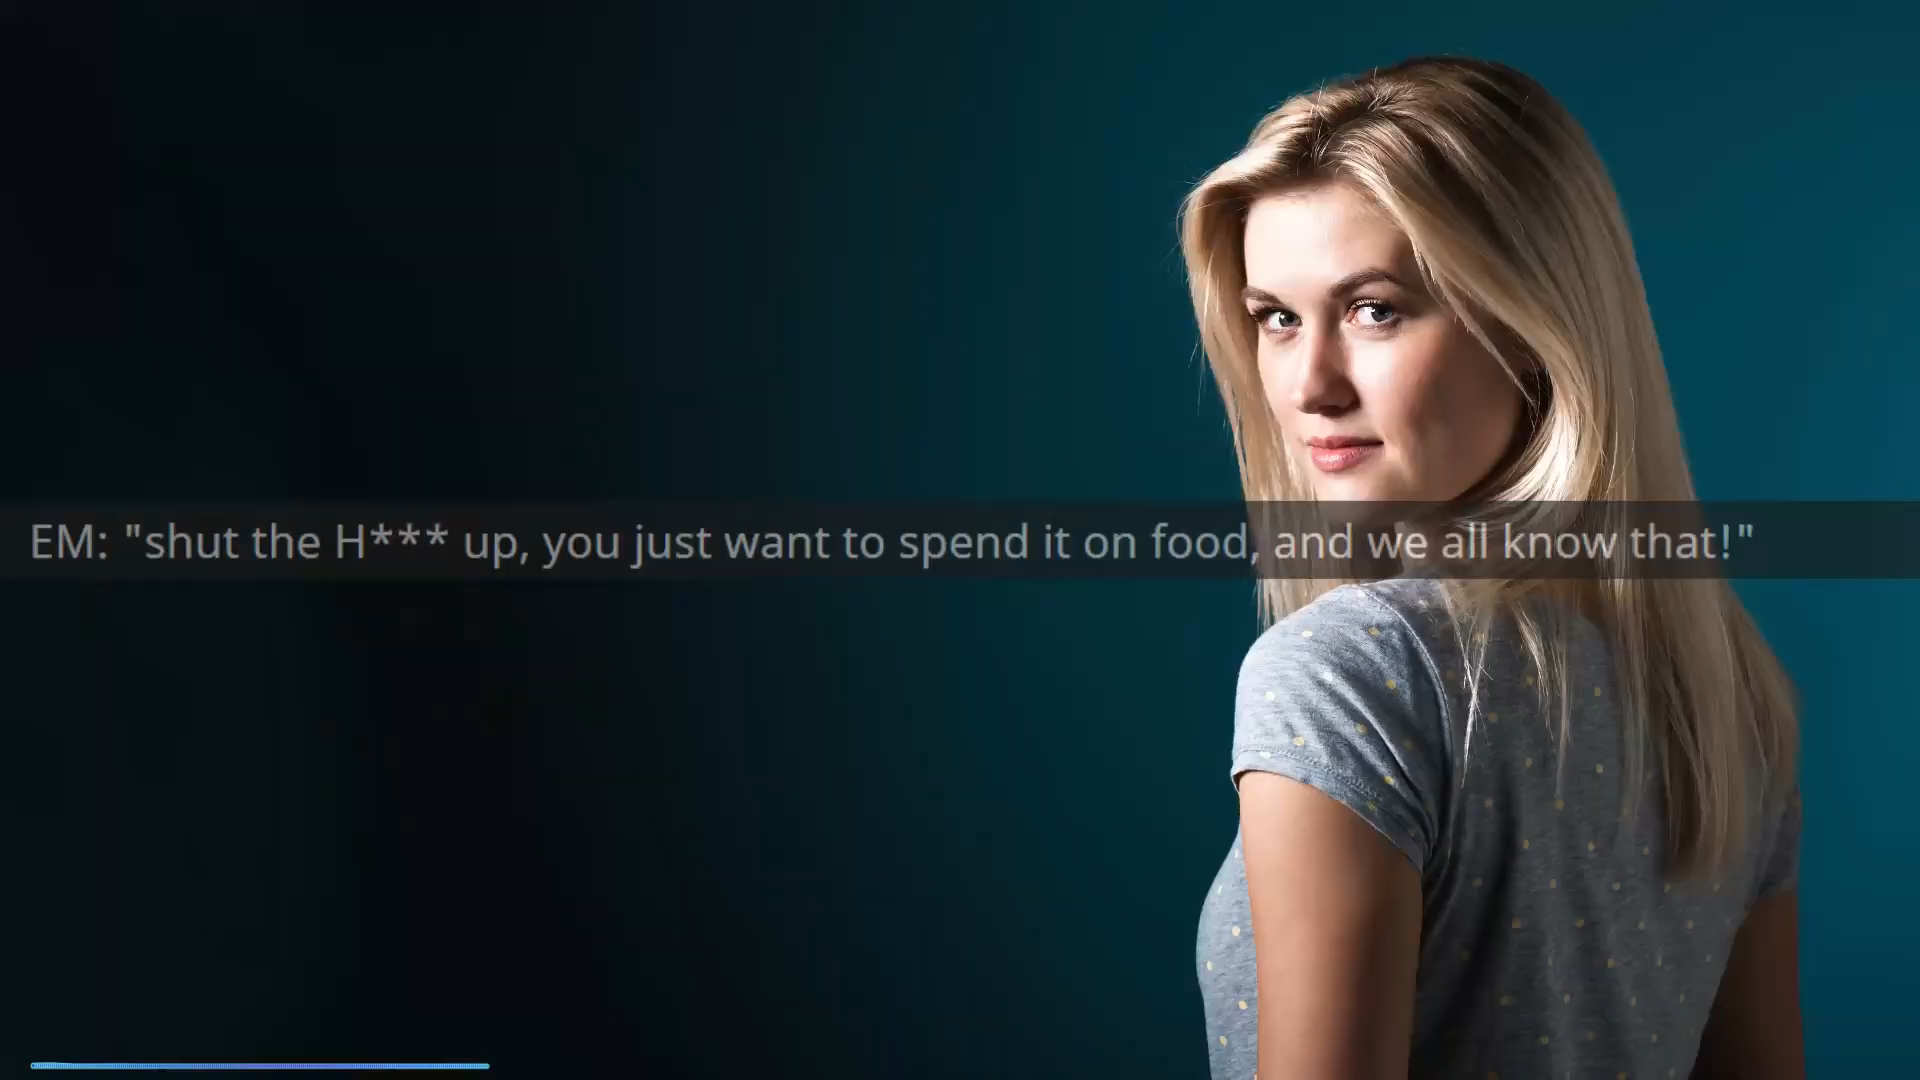 EM: "shut the H*** up, you just want to spend it on food, and we all know that!"